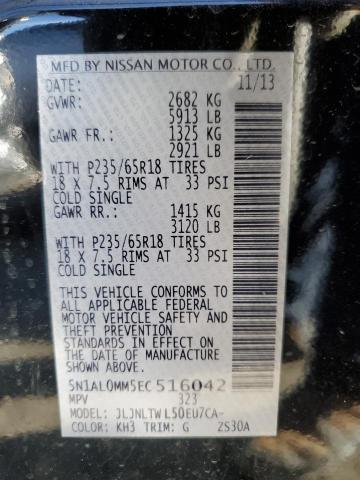 MFD BY NISSAN MOTOR CO., LTD.
DATE: 11/13
GVWR: 2682 KG
5913 LB
GAWR FR.: 1325 KG
2921 LB
WITH P235/65R18 TIRES
18 X 7.5 RIMS AT 33 PSI
COLD SINGLE
GAWR RR.: 1415 KG
3120 LB
WITH P235/65R18 TIRES
18 X 7.5 RIMS AT 33 PSI
COLD SINGLE
THIS VEHICLE CONFORMS TO
ALL APPLICABLE FEDERAL
MOTOR VEHICLE SAFETY AND
THEFT PREVENTION
STANDARDS IN EFFECT ON
THE DATE OF MANUFACTURE
SHOWN ABOVE.
5N1AL0MM5EC516042
MPV 323
MODEL: JLJNLTWL50EU7CA-
COLOR: KH3 TRIM: G ZS30A